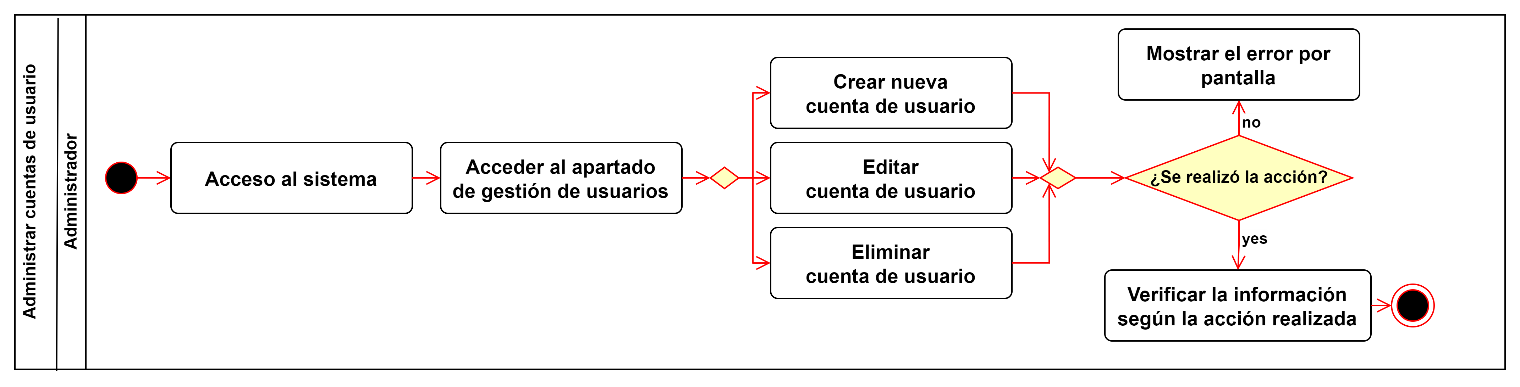 Administrar cuentas de usuario
Administrador
Acceso al sistema
Acceder al apartado
de gestión de usuarios
Crear nueva
cuenta de usuario
Editar
cuenta de usuario
Eliminar
cuenta de usuario
Mostrar el error por
pantalla
no
¿Se realizó la acción?
yes
Verificar la información
según la acción realizada